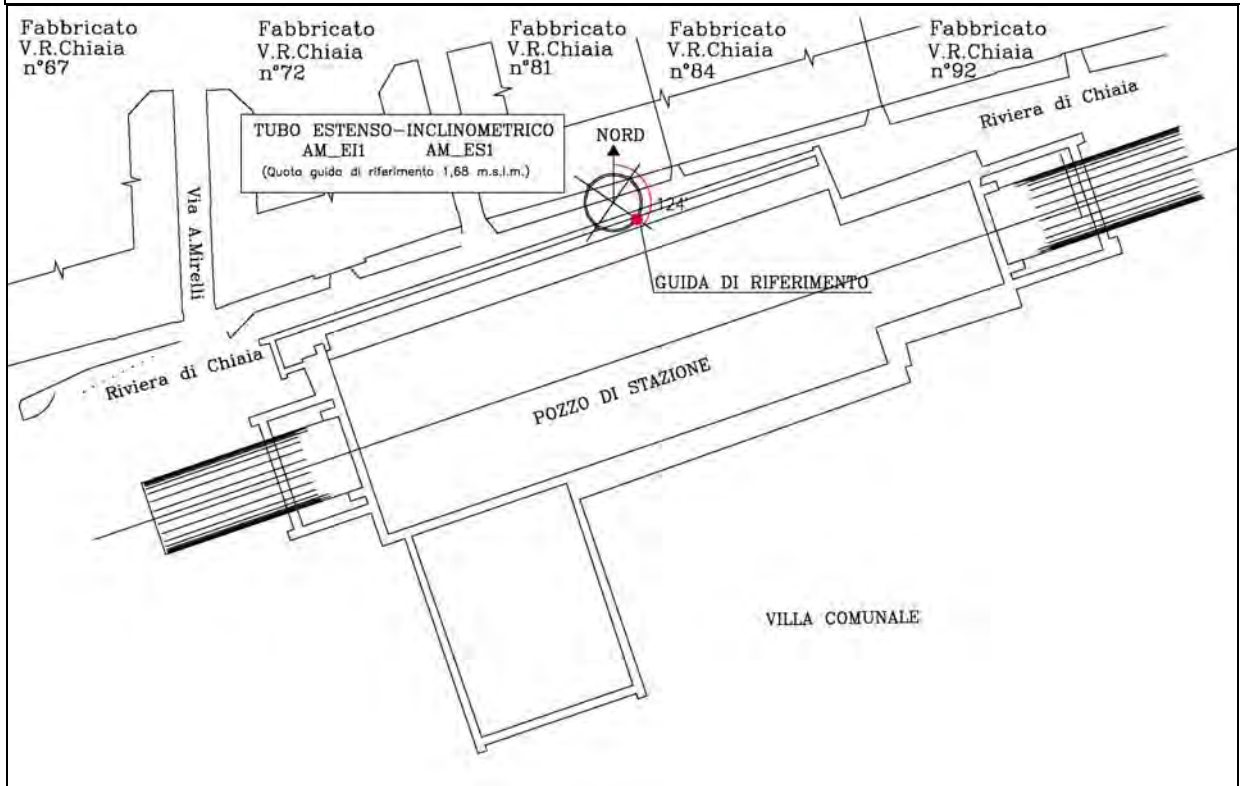 Fabbricato
V.R.Chiaia
n°67
Fabbricato
V.R.Chiaia
n°72
Fabbricato
V.R.Chiaia
n°81
Fabbricato
V.R.Chiaia
n°84
Fabbricato
V.R.Chiaia
n°92
Riviera di Chiaia
TUBO ESTENSO-INCLINOMETRICO
AM_EI1 AM_ES1
(Quota guida di riferimento 1,68 m.s.l.m.)
NORD
124°
Via A.Mirelli
GUIDA DI RIFERIMENTO
Riviera di Chiaia
POZZO DI STAZIONE
VILLA COMUNALE